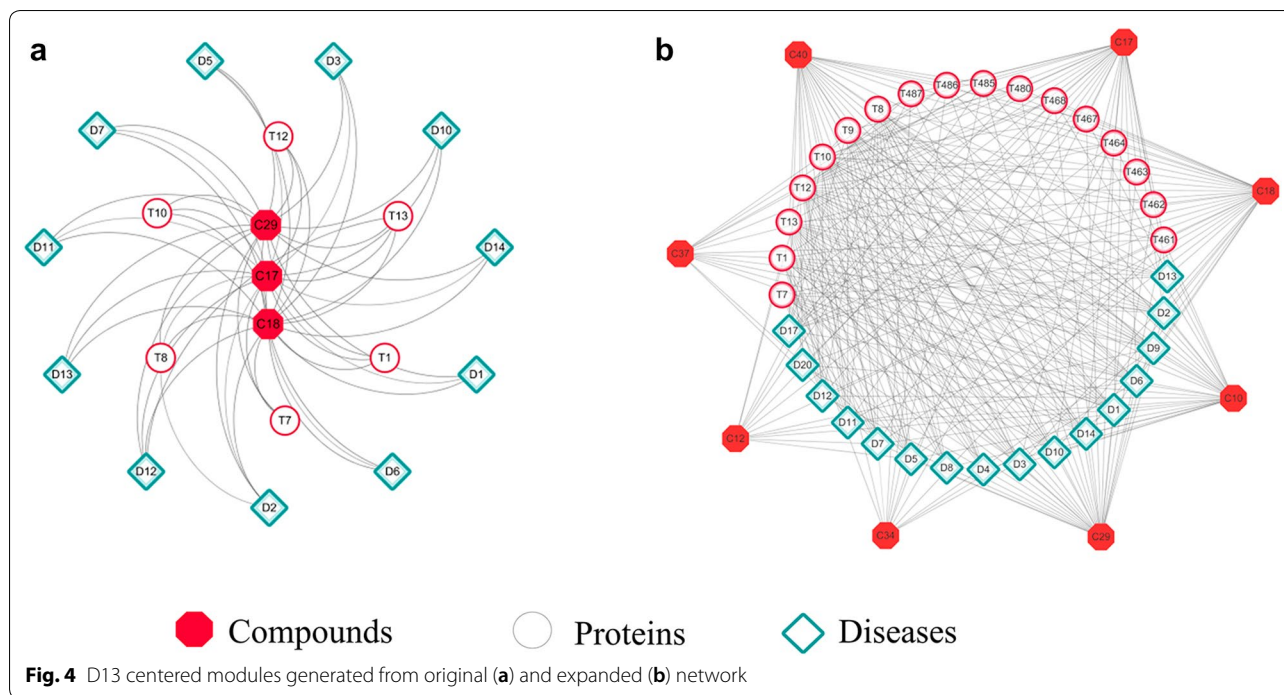 a
D5
D3
D7
D10
T12
T10
T13
C29
D11
D14
C17
C18
D13
T8
T1
D1
T7
D12
D6
D2
b
C40
C17
T487
T486
T485
T480
T468
T8
T467
T9
T464
T10
T463
T12
T462
C18
T13
T461
C37
T1
D13
T7
D2
D17
D9
D20
D6
D12
D1
C10
D11
D14
D7
D10
C12
D5
D8
D4
D3
C34
C29
Compounds
Proteins
Diseases
Fig. 4 D13 centered modules generated from original (a) and expanded (b) network